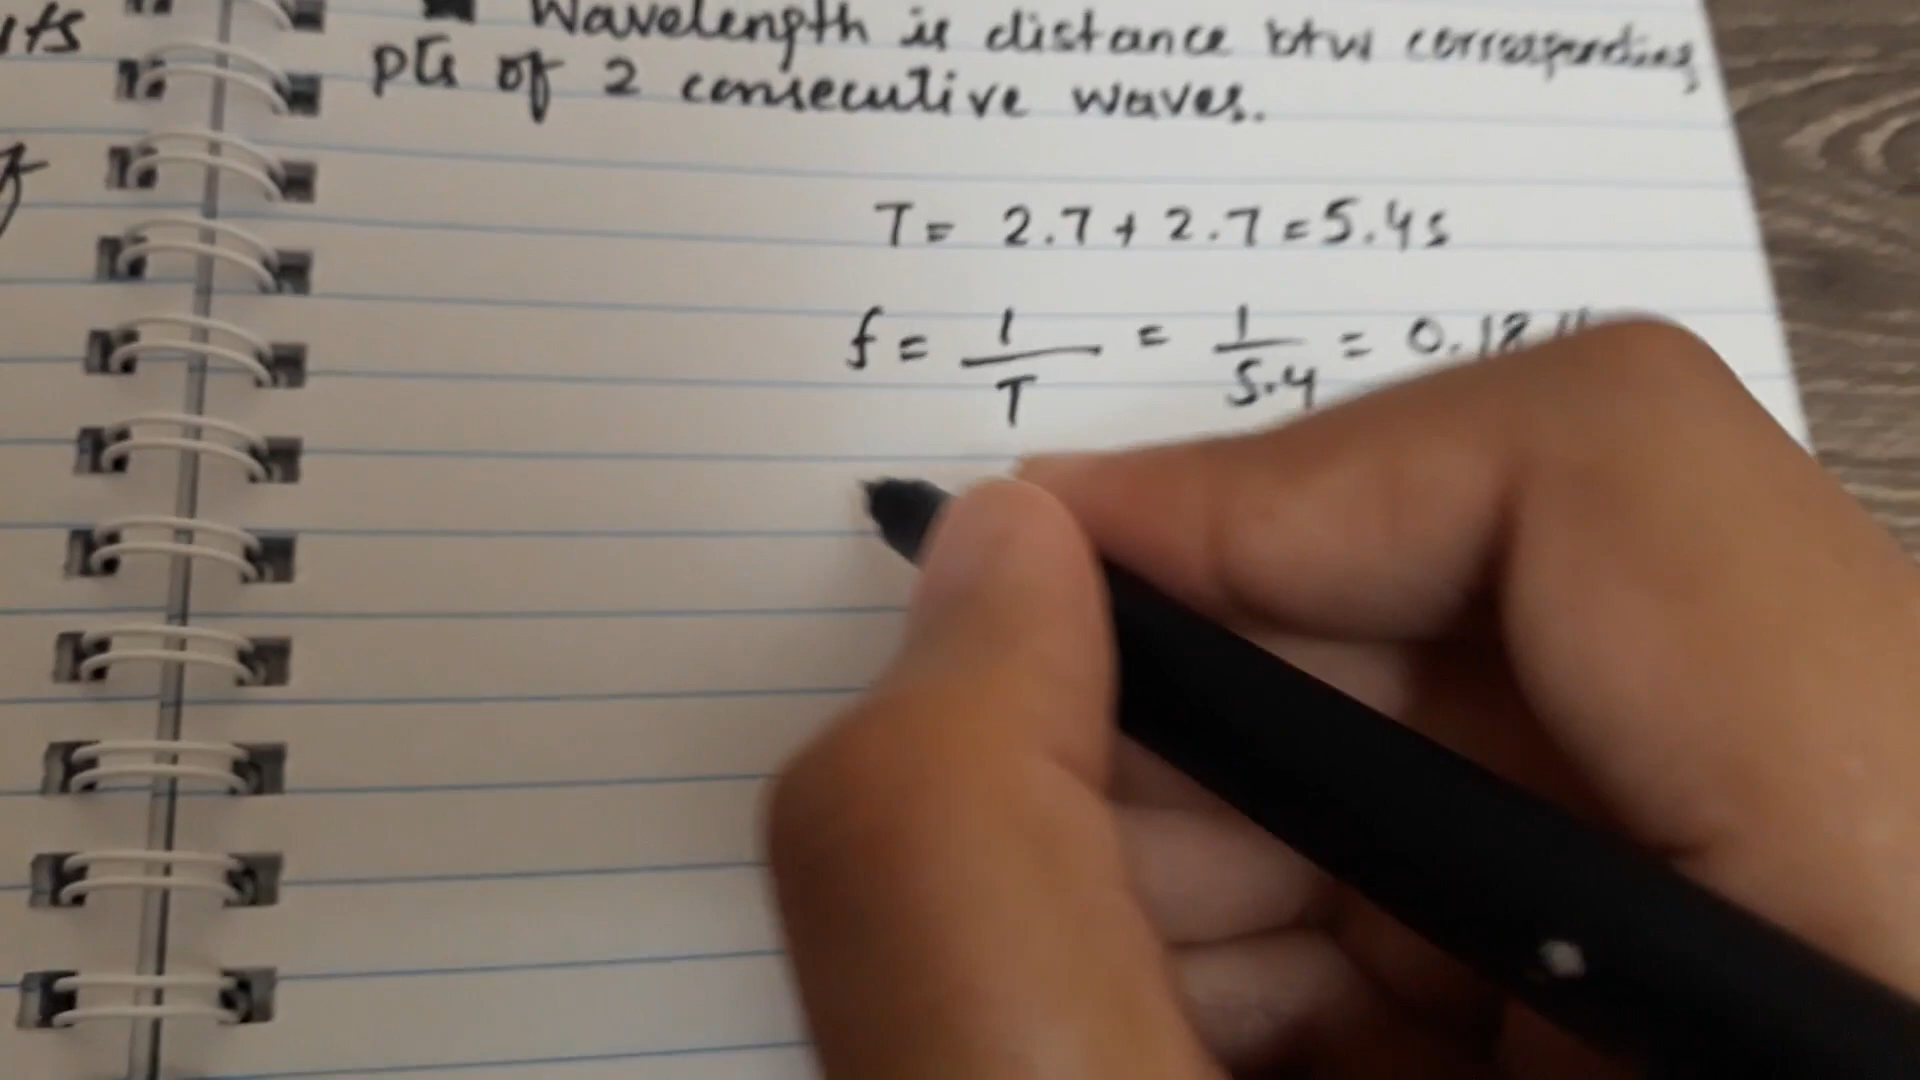 Wavelength is distance btw corresponding
pts of 2 consecutive waves.
T = 2.7 + 2.7 = 5.4s
f = 1/T = 1/5.4 = 0.18